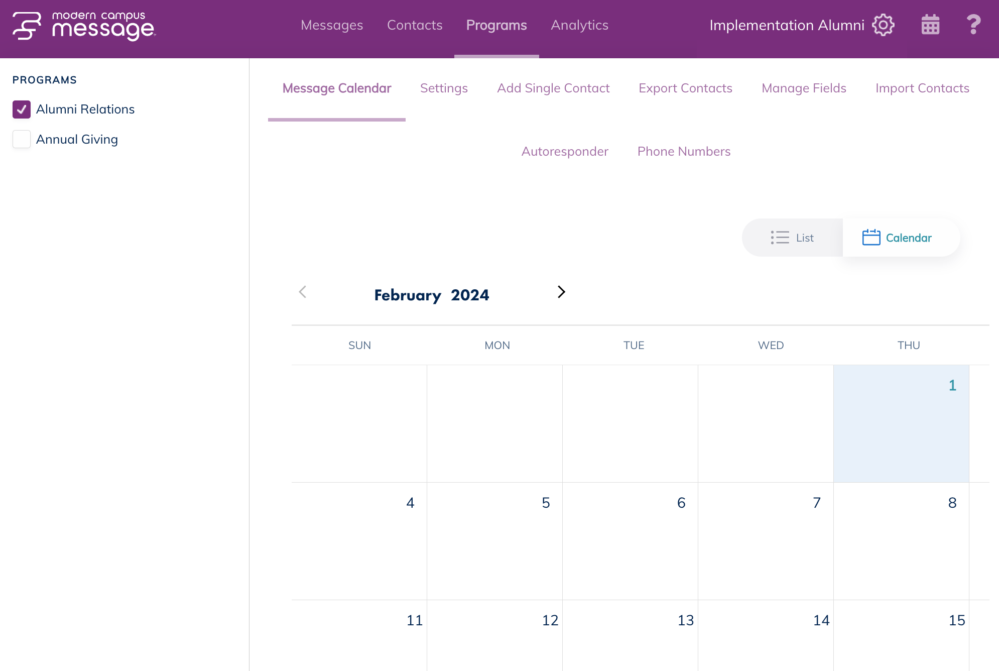 modern campus
message
Messages Contacts Programs Analytics Implementation Alumni
PROGRAMS
Alumni Relations
Annual Giving
Message Calendar Settings Add Single Contact Export Contacts Manage Fields Import Contacts
Autoresponder Phone Numbers
List Calendar
February 2024
SUN MON TUE WED THU
1
4 5 6 7 8
11 12 13 14 15